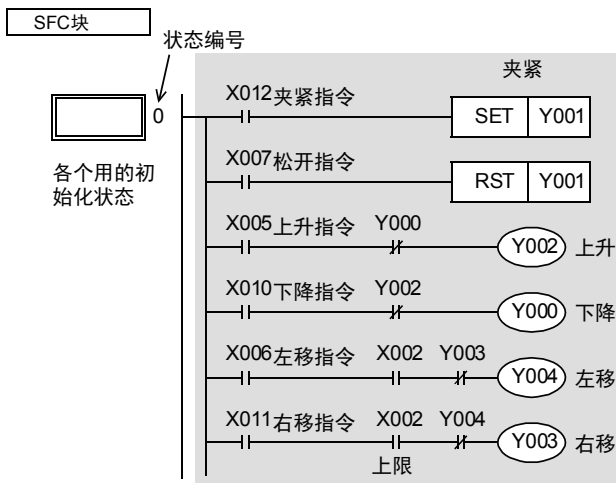 SFC块
状态编号
夹紧
X012夹紧指令
0
SET Y001
各个用的初
始化状态
X007松开指令
RST Y001
X005上升指令 Y000
Y002 上升
X010下降指令 Y002
Y000 下降
X006左移指令 X002 Y003
Y004 左移
X011右移指令 X002 Y004
Y003 右移
上限